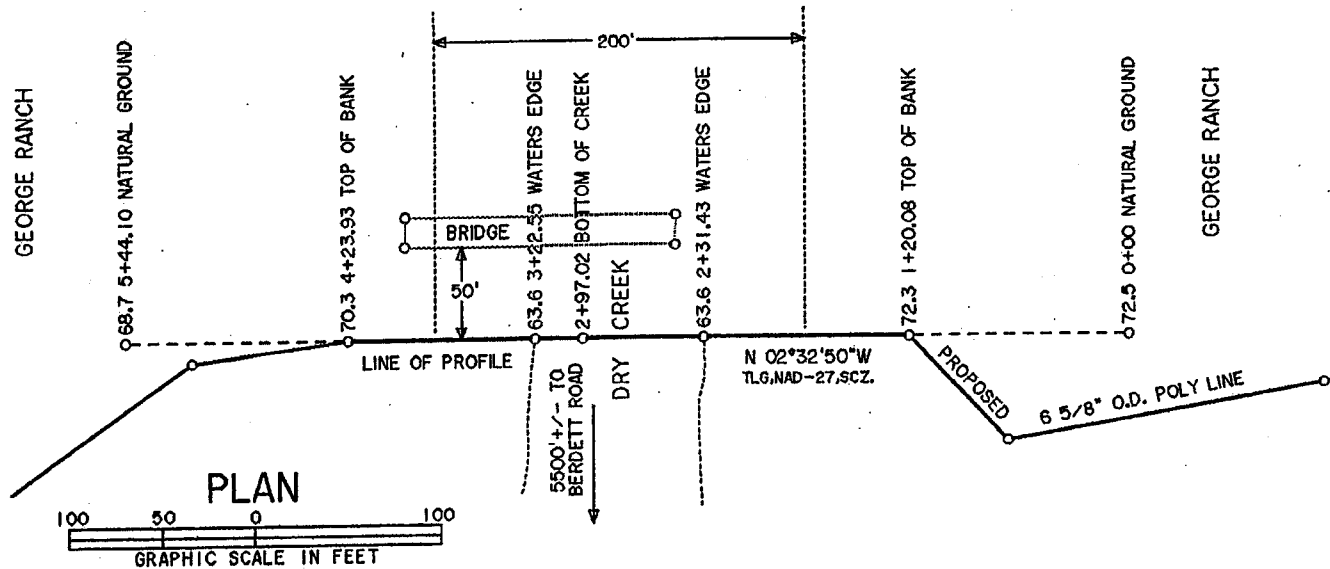 200'
GEORGE RANCH
68.7 5+44.10 NATURAL GROUND
70.3 4+23.93 TOP OF BANK
63.6 3+22.55 WATERS EDGE
2+97.02 BOTTOM OF CREEK
63.6 2+31.43 WATERS EDGE
72.3 1+20.08 TOP OF BANK
72.5 0+00 NATURAL GROUND
GEORGE RANCH
BRIDGE
50'
DRY CREEK
LINE OF PROFILE
N 02°32'50"W
TLG,NAD-27,SCZ.
PROPOSED
6 5/8" O.D. POLY LINE
5500'+/- TO
BERDETT ROAD
PLAN
100 50 0 100
GRAPHIC SCALE IN FEET